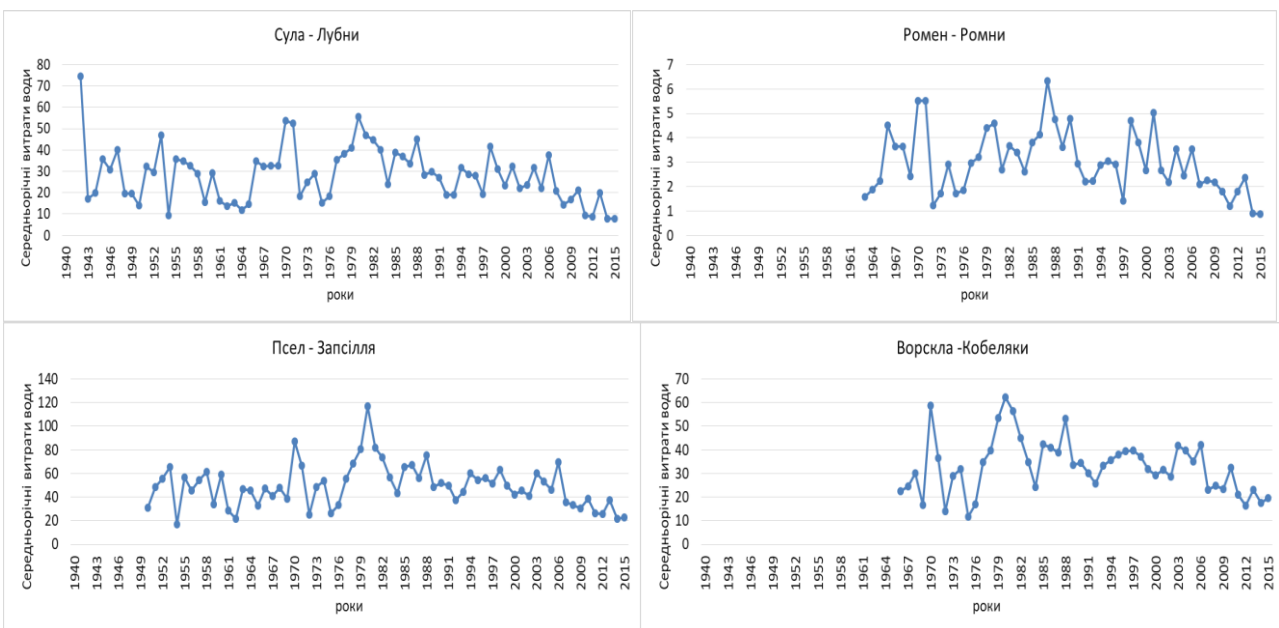 Сула - Лубни
Середньорічні витрати води
80
70
60
50
40
30
20
10
0
1940 1943 1946 1949 1952 1955 1958 1961 1964 1967 1970 1973 1976 1979 1982 1985 1988 1991 1994 1997 2000 2003 2006 2009 2012 2015
роки
Ромен - Ромни
Середньорічні витрати води
7
6
5
4
3
2
1
0
1940 1943 1946 1949 1952 1955 1958 1961 1964 1967 1970 1973 1976 1979 1982 1985 1988 1991 1994 1997 2000 2003 2006 2009 2012 2015
роки
Псел - Запсілля
Середньорічні витрати води
140
120
100
80
60
40
20
0
1940 1943 1946 1949 1952 1955 1958 1961 1964 1967 1970 1973 1976 1979 1982 1985 1988 1991 1994 1997 2000 2003 2006 2009 2012 2015
роки
Ворскла -Кобеляки
Середньорічні витрати води
70
60
50
40
30
20
10
0
1940 1943 1946 1949 1952 1955 1958 1961 1964 1967 1970 1973 1976 1979 1982 1985 1988 1991 1994 1997 2000 2003 2006 2009 2012 2015
роки